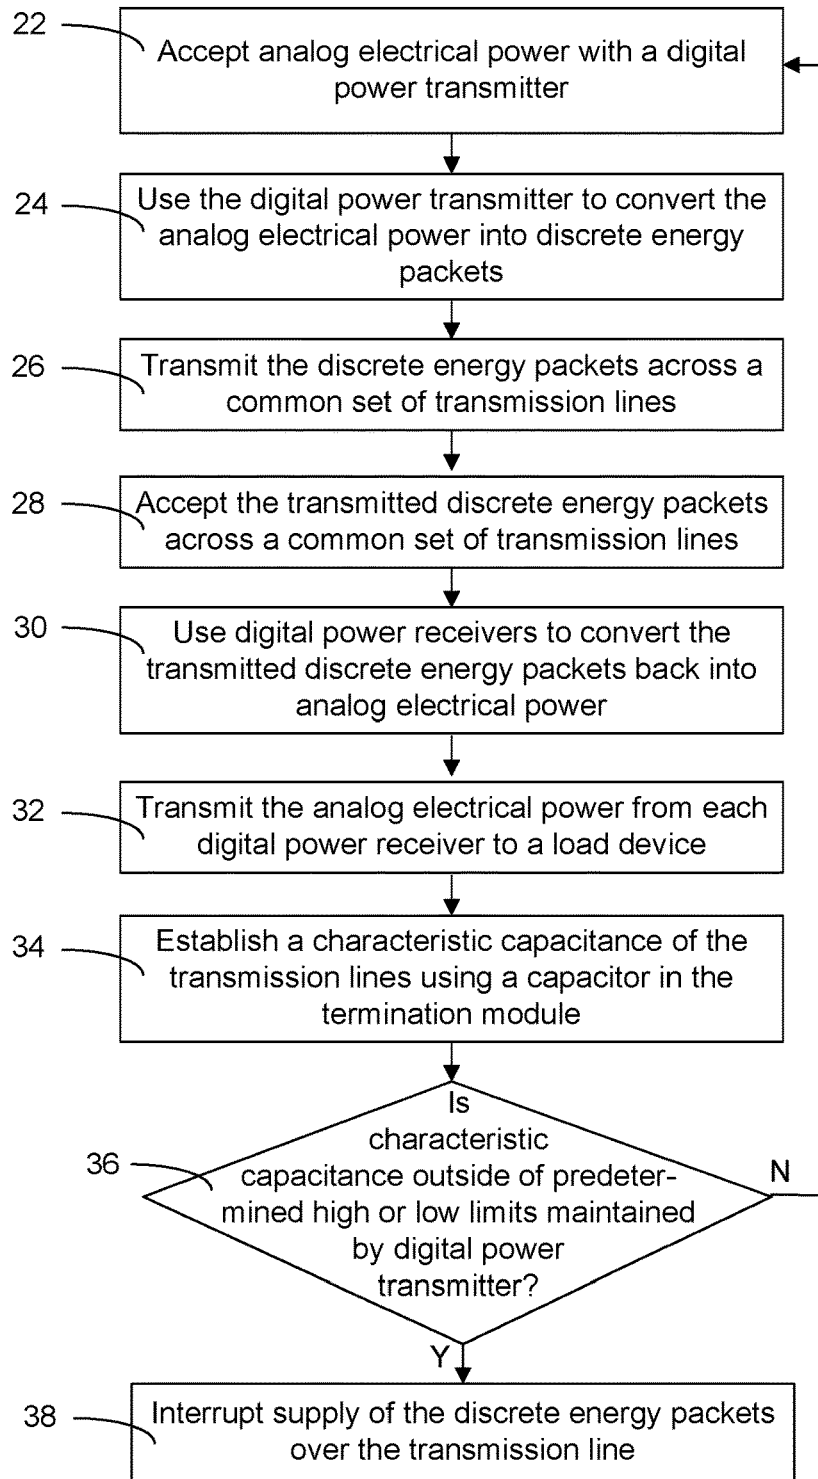 22
Accept analog electrical power with a digital
power transmitter
24
Use the digital power transmitter to convert the
analog electrical power into discrete energy
packets
26
Transmit the discrete energy packets across a
common set of transmission lines
28
Accept the transmitted discrete energy packets
across a common set of transmission lines
30
Use digital power receivers to convert the
transmitted discrete energy packets back into
analog electrical power
32
Transmit the analog electrical power from each
digital power receiver to a load device
34
Establish a characteristic capacitance of the
transmission lines using a capacitor in the
termination module
36
Is
characteristic
capacitance outside of predeter-
mined high or low limits maintained
by digital power
transmitter?
N
Y
38
Interrupt supply of the discrete energy packets
over the transmission line